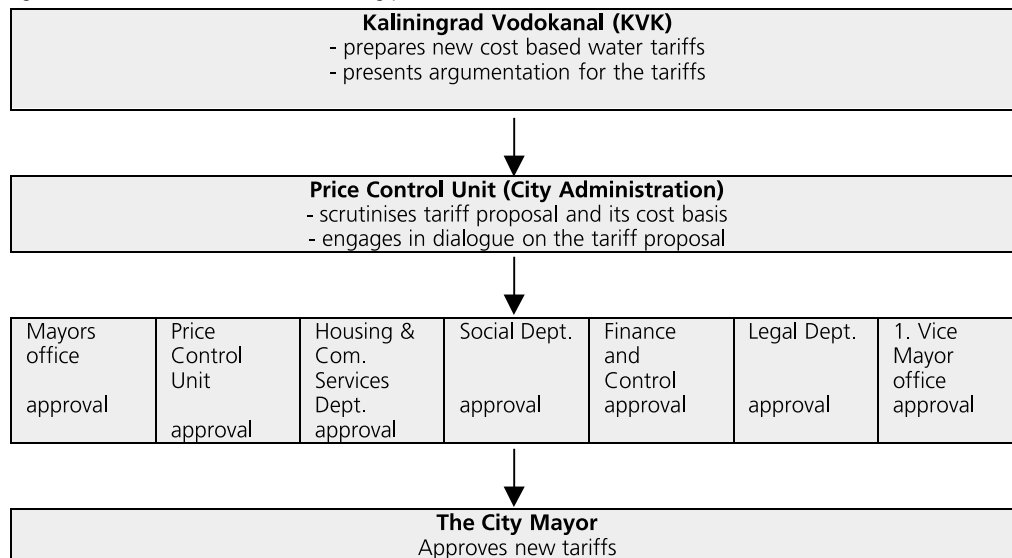 Kaliningrad Vodokanal (KVK)
- prepares new cost based water tariffs
- presents argumentation for the tariffs
Price Control Unit (City Administration)
- scrutinises tariff proposal and its cost basis
- engages in dialogue on the tariff proposal
Mayors
office
approval
Price
Control
Unit
approval
Housing &
Com.
Services
Dept.
approval
Social Dept.
approval
Finance
and
Control
approval
Legal Dept.
approval
1. Vice
Mayor
office
approval
The City Mayor
Approves new tariffs